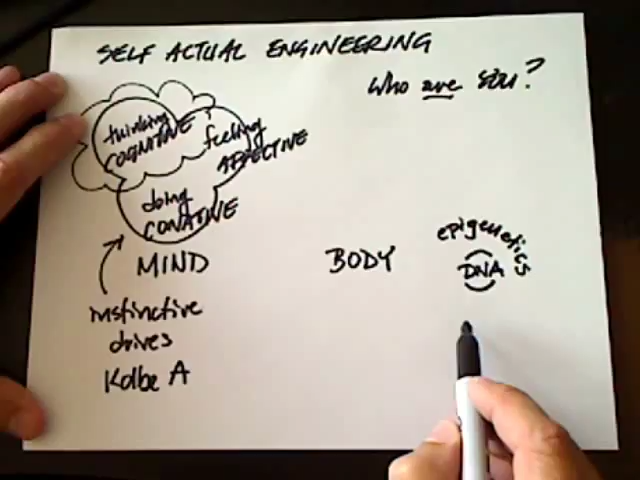 SELF ACTUAL ENGINEERING
Who are you?
thinking
COGNITIVE
feeling
AFFECTIVE
doing
CONATIVE
MIND
instinctive
drives
Kolbe A
BODY
epigenetics
DNA